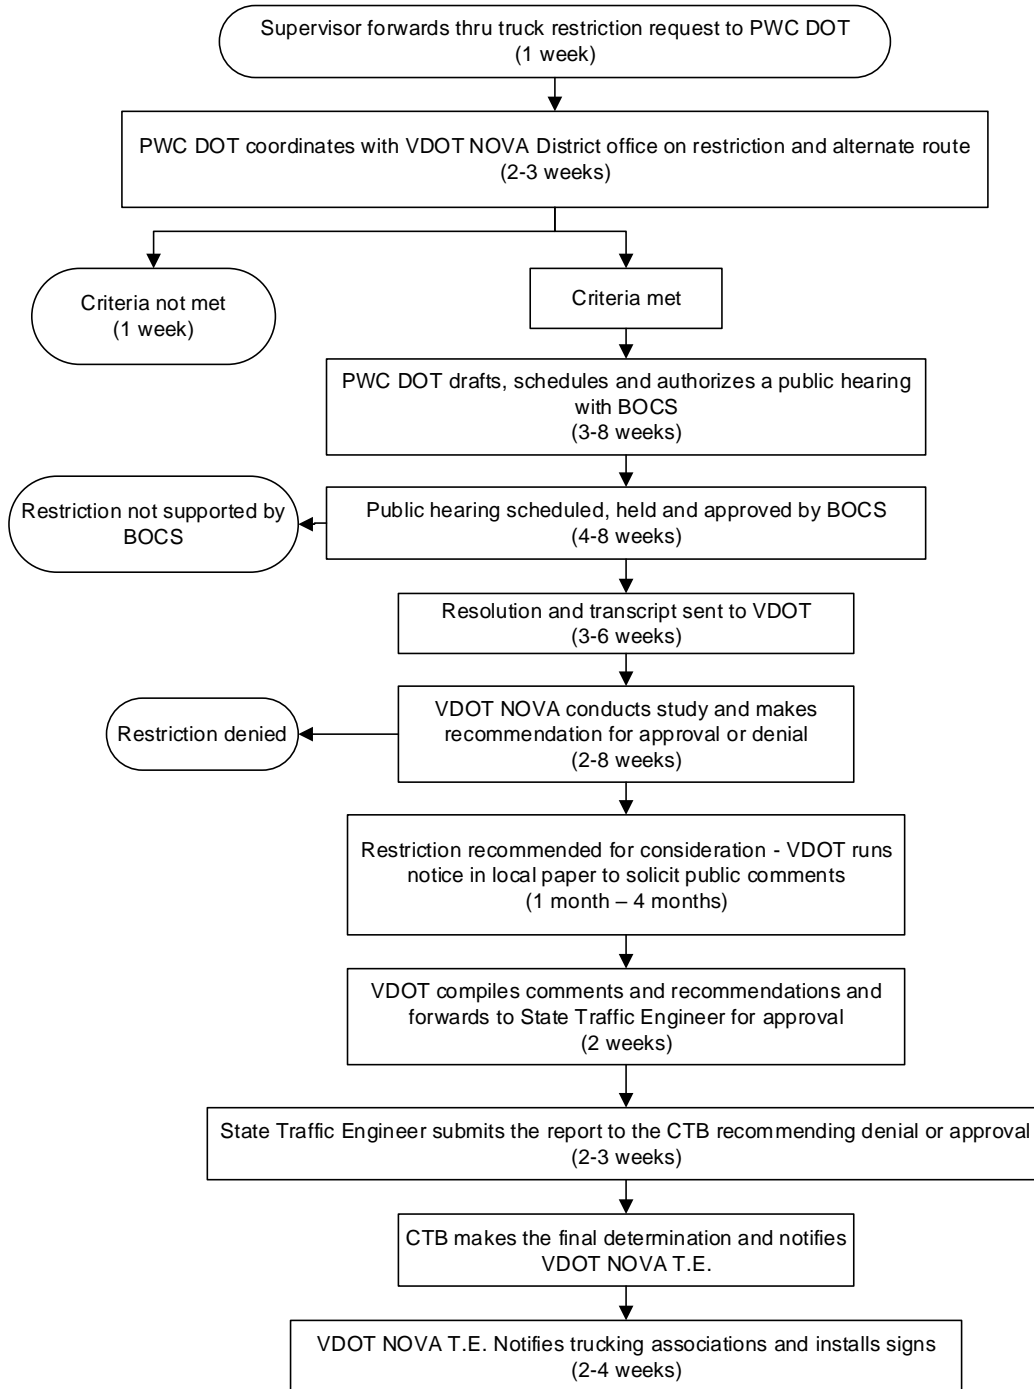 Supervisor forwards thru truck restriction request to PWC DOT
(1 week)
PWC DOT coordinates with VDOT NOVA District office on restriction and alternate route
(2-3 weeks)
Criteria not met
(1 week)
Criteria met
PWC DOT drafts, schedules and authorizes a public hearing
with BOCS
(3-8 weeks)
Restriction not supported by
BOCS
Public hearing scheduled, held and approved by BOCS
(4-8 weeks)
Resolution and transcript sent to VDOT
(3-6 weeks)
Restriction denied
VDOT NOVA conducts study and makes
recommendation for approval or denial
(2-8 weeks)
Restriction recommended for consideration - VDOT runs
notice in local paper to solicit public comments
(1 month – 4 months)
VDOT compiles comments and recommendations and
forwards to State Traffic Engineer for approval
(2 weeks)
State Traffic Engineer submits the report to the CTB recommending denial or approval
(2-3 weeks)
CTB makes the final determination and notifies
VDOT NOVA T.E.
VDOT NOVA T.E. Notifies trucking associations and installs signs
(2-4 weeks)